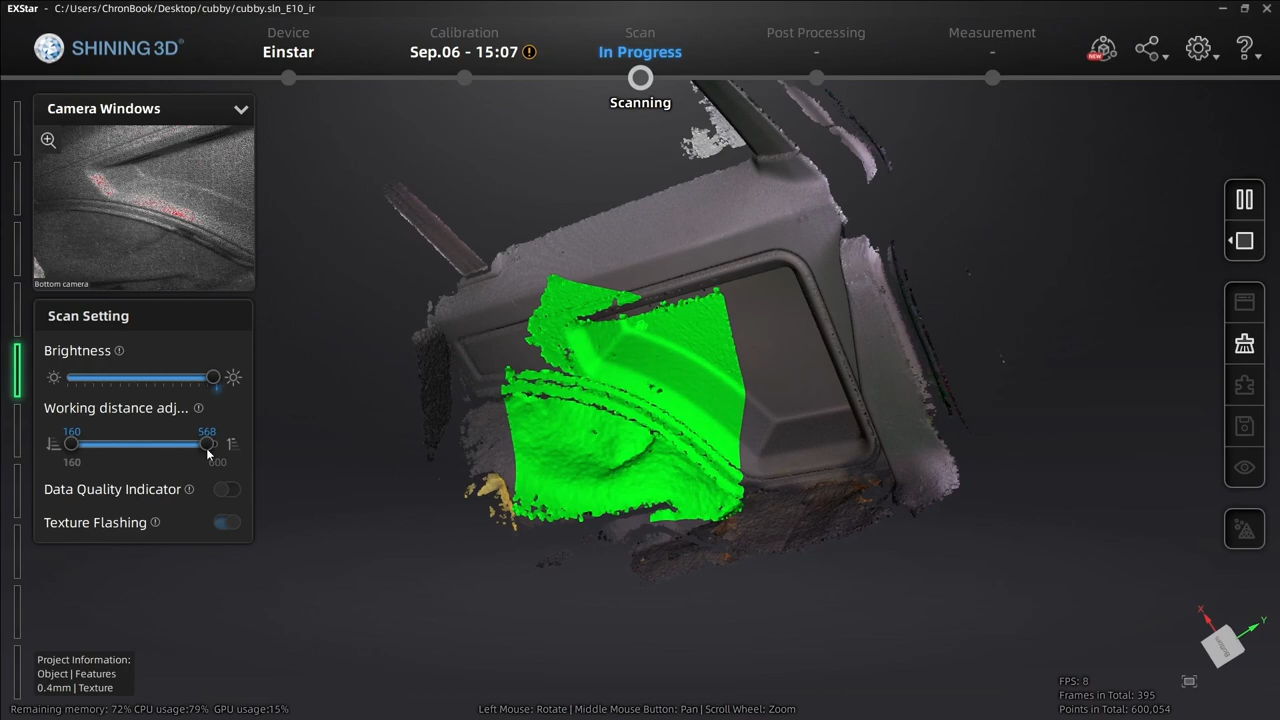 EXStar - C:/Users/ChronBook/Desktop/cubby/cubby.sln_E10_ir
SHINING 3D®
Device
Einstar
Calibration
Sep.06 - 15:07
Scan
In Progress
Post Processing
-
Measurement
-
NEW
Scanning
Camera Windows
Bottom camera
Scan Setting
Brightness
Working distance adj...
160 568
160 600
Data Quality Indicator
Texture Flashing
X
Y
Bottom
Project Information:
Object | Features
0.4mm | Texture
FPS: 8
Frames in Total: 395
Points in Total: 600,054
Remaining memory: 72% CPU usage:79% GPU usage:15%
Left Mouse: Rotate | Middle Mouse Button: Pan | Scroll Wheel: Zoom